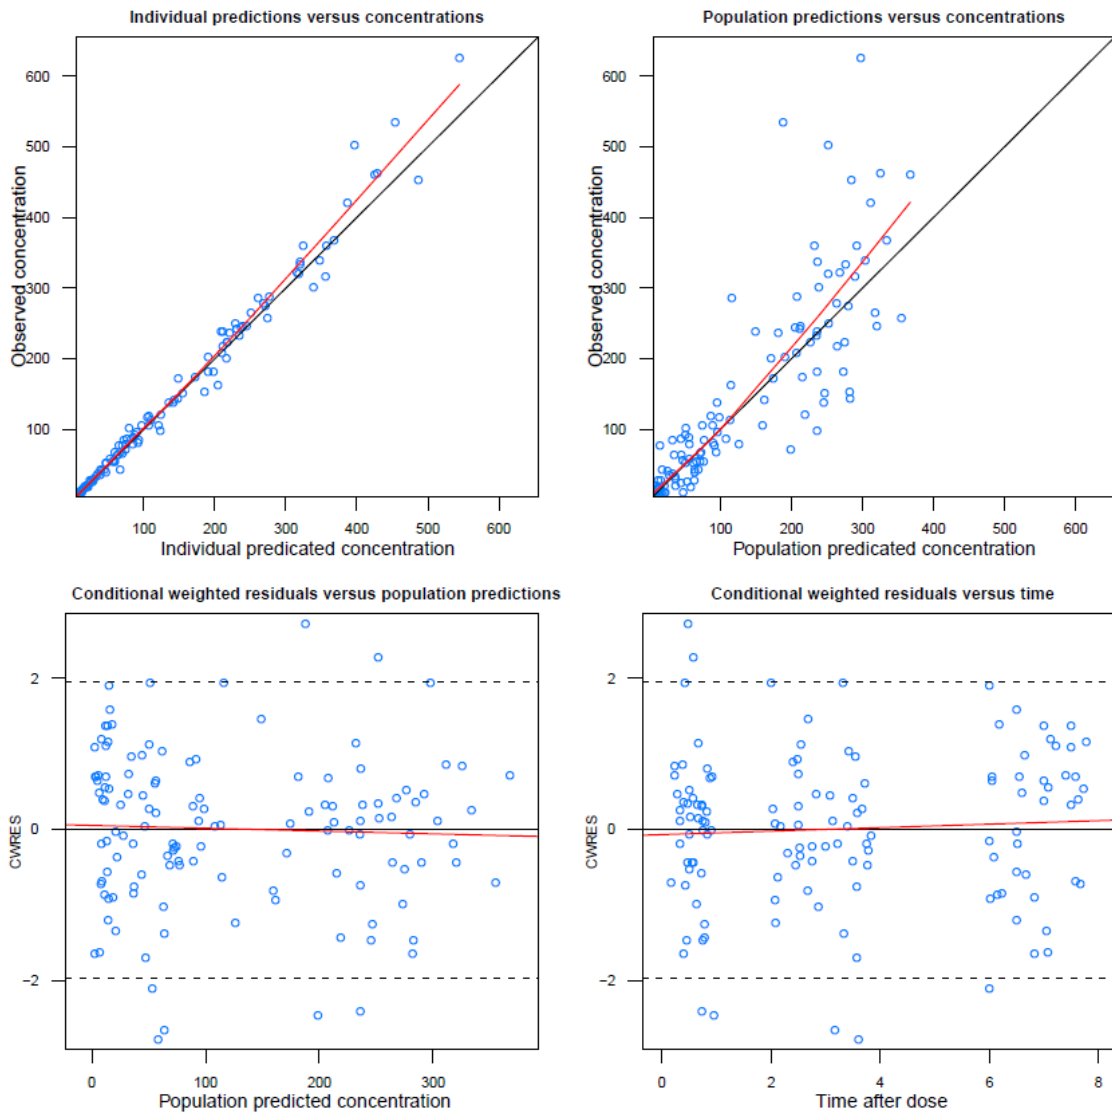 Individual predictions versus concentrations
600
500
400
300
200
100
Observed concentration
100 200 300 400 500 600
Individual predicated concentration
Population predictions versus concentrations
600
500
400
300
200
100
Observed concentration
100 200 300 400 500 600
Population predicated concentration
Conditional weighted residuals versus population predictions
2
0
−2
CWRES
0 100 200 300
Population predicted concentration
Conditional weighted residuals versus time
2
0
−2
CWRES
0 2 4 6 8
Time after dose